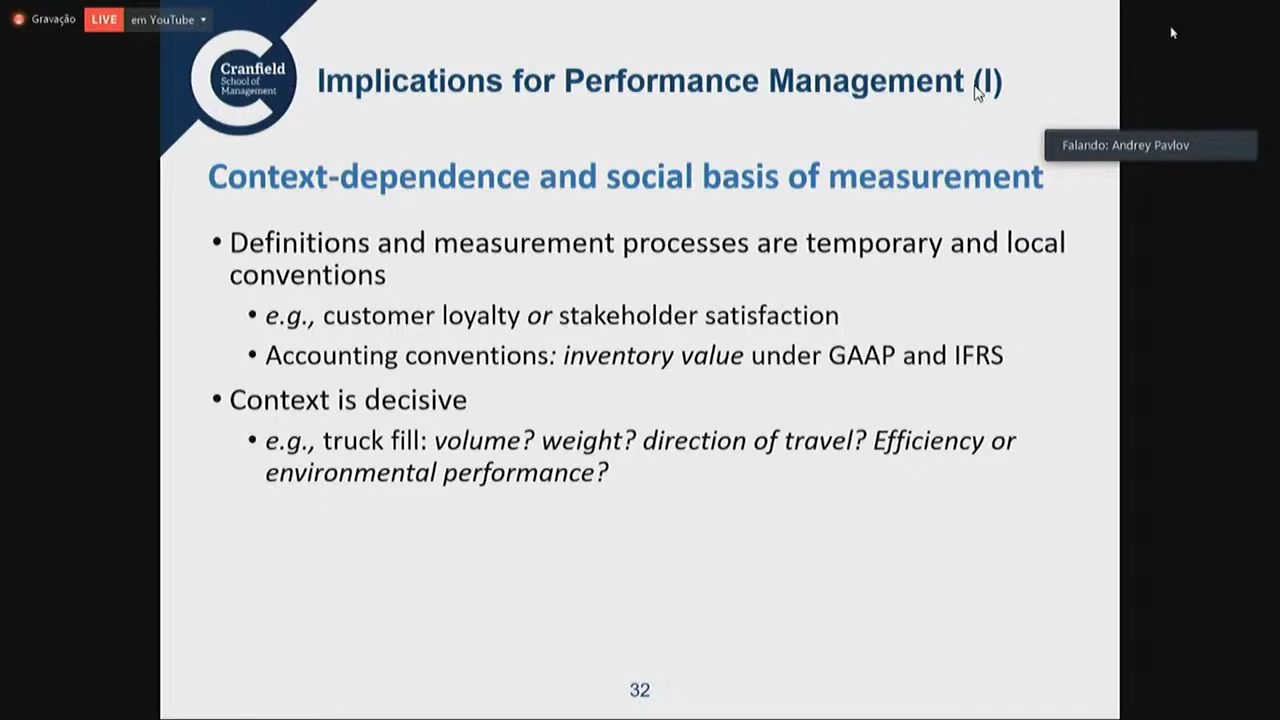 Gravação LIVE em YouTube
Cranfield
School of
Management
Implications for Performance Management (I)
Falando: Andrey Pavlov
Context-dependence and social basis of measurement
• Definitions and measurement processes are temporary and local
conventions
• e.g., customer loyalty or stakeholder satisfaction
• Accounting conventions: inventory value under GAAP and IFRS
• Context is decisive
• e.g., truck fill: volume? weight? direction of travel? Efficiency or
environmental performance?
32